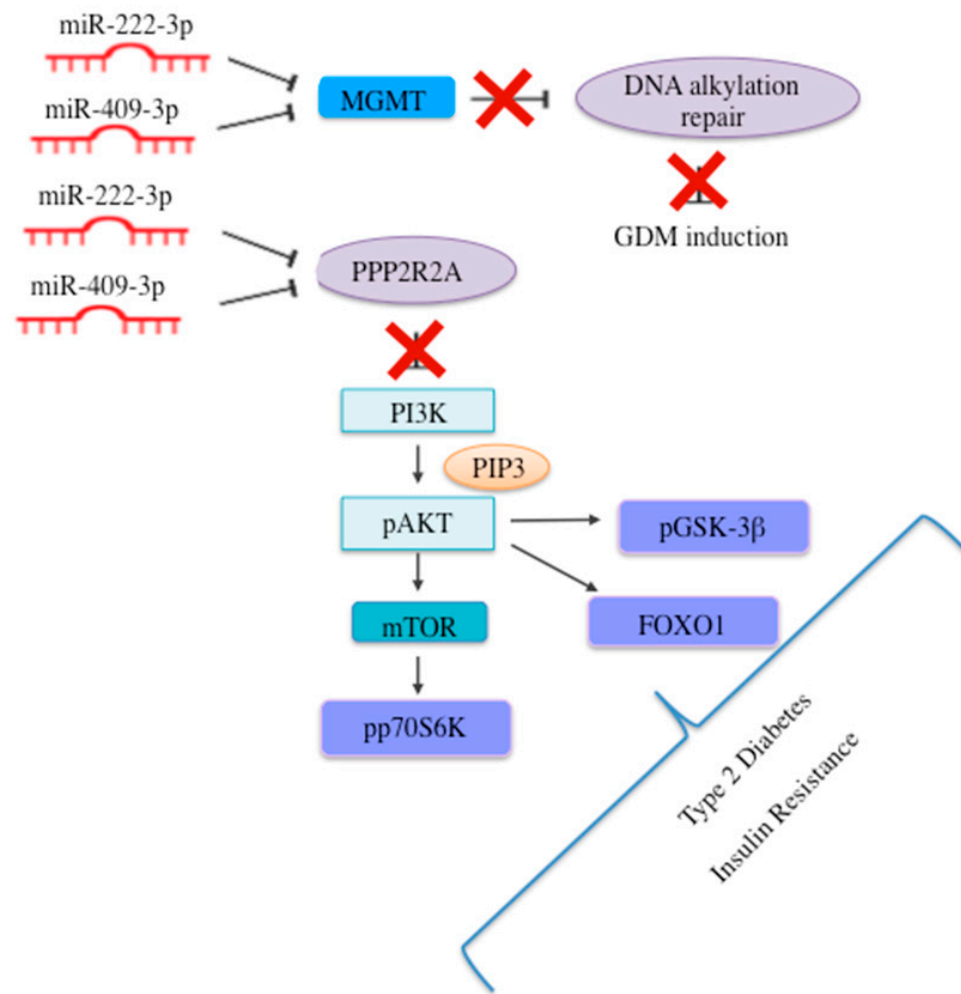 miR-222-3p
miR-409-3p
MGMT
DNA alkylation
repair
GDM induction
miR-222-3p
miR-409-3p
PPP2R2A
PI3K
PIP3
pAKT
pGSK-3β
mTOR
FOXO1
pp70S6K
Type 2 Diabetes
Insulin Resistance